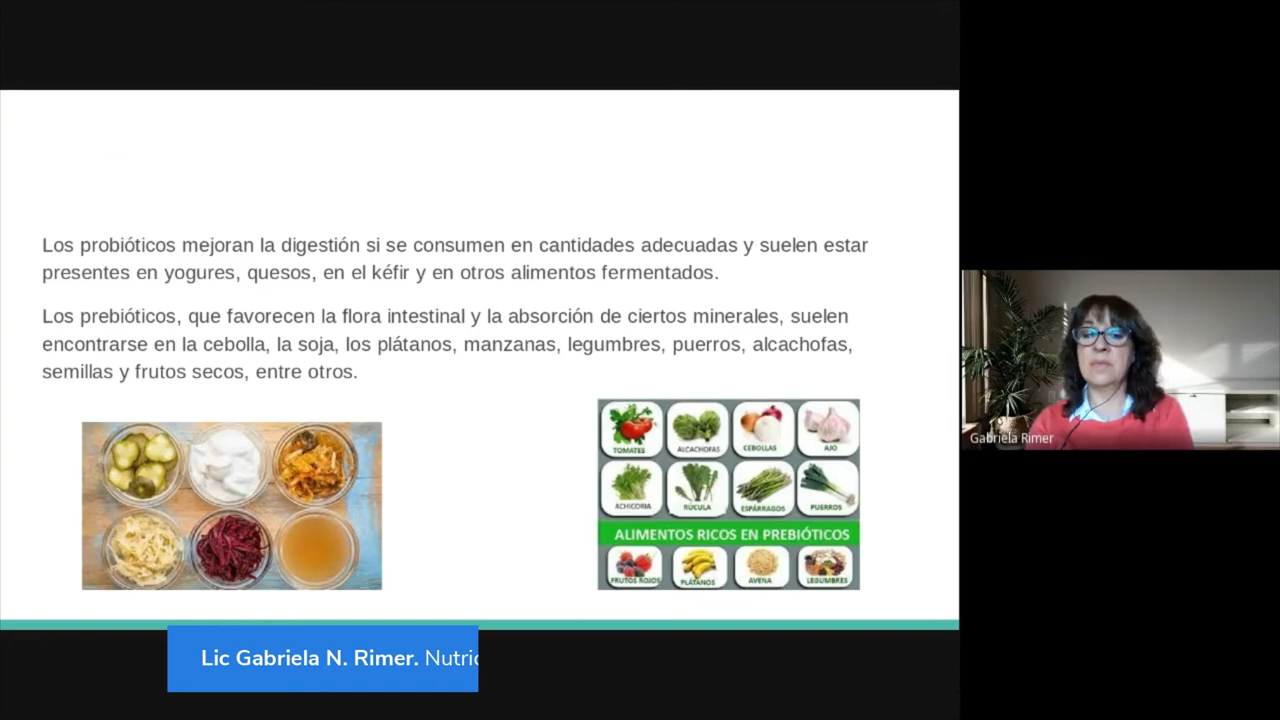 Los probióticos mejoran la digestión si se consumen en cantidades adecuadas y suelen estar
presentes en yogures, quesos, en el kéfir y en otros alimentos fermentados.
Los prebióticos, que favorecen la flora intestinal y la absorción de ciertos minerales, suelen
encontrarse en la cebolla, la soja, los plátanos, manzanas, legumbres, puerros, alcachofas,
semillas y frutos secos, entre otros.
TOMATES ALCACHOFAS CEBOLLAS AJO
ACHICORIA RÚCULA ESPÁRRAGOS PUERROS
ALIMENTOS RICOS EN PREBIÓTICOS
FRUTOS ROJOS PLÁTANOS AVENA LEGUMBRES
Gabriela Rimer
Lic Gabriela N. Rimer. Nutric